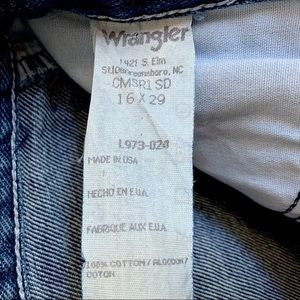 Wrangler
1421 S. Elm
St. Greensboro, NC
CMSR1 SD
16 X 29
L973-024
MADE IN USA
HECHO EN E.U.A.
FABRIQUE AUX E.U.A.
100% COTTON / ALGODON /
COTON